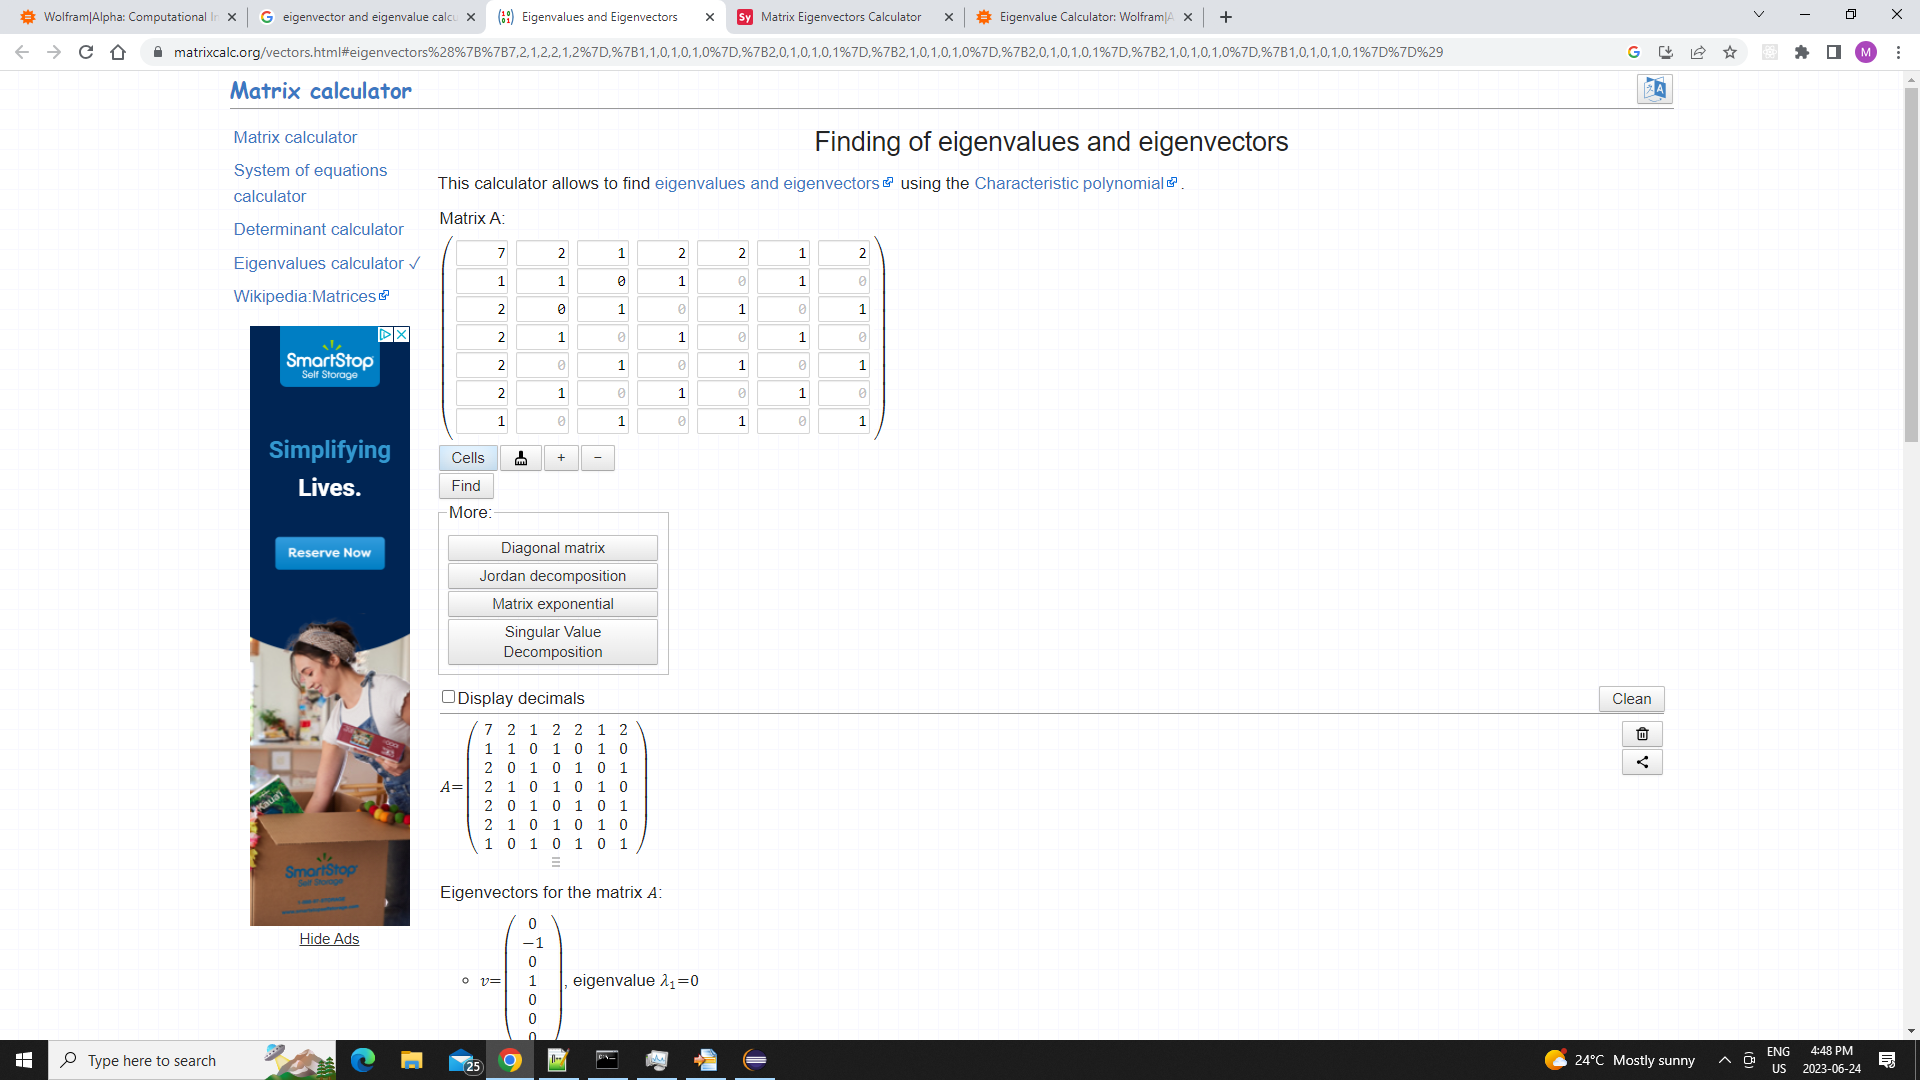 Wolfram|Alpha: Computational In
eigenvector and eigenvalue calcu
Eigenvalues and Eigenvectors
Matrix Eigenvectors Calculator
Eigenvalue Calculator: Wolfram|A
matrixcalc.org/vectors.html#eigenvectors%28%7B%7B7,2,1,2,2,1,2%7D,%7B1,1,0,1,0,1,0%7D,%7B2,0,1,0,1,0,1%7D,%7B2,1,0,1,0,1,0%7D,%7B2,0,1,0,1,0,1%7D,%7B2,1,0,1,0,1,0%7D,%7B1,0,1,0,1,0,1%7D%7D%29
M
Matrix calculator
Matrix calculator
System of equations
calculator
Determinant calculator
Eigenvalues calculator ✓
Wikipedia:Matrices
Finding of eigenvalues and eigenvectors
This calculator allows to find eigenvalues and eigenvectors using the Characteristic polynomial .
Matrix A:
7 2 1 2 2 1 2
1 1 0 1 0 1 0
2 0 1 0 1 0 1
2 1 0 1 0 1 0
2 0 1 0 1 0 1
2 1 0 1 0 1 0
1 0 1 0 1 0 1
Cells + −
Find
More:
Diagonal matrix
Jordan decomposition
Matrix exponential
Singular Value
Decomposition
Display decimals
Clean
A=
7 2 1 2 2 1 2
1 1 0 1 0 1 0
2 0 1 0 1 0 1
2 1 0 1 0 1 0
2 0 1 0 1 0 1
2 1 0 1 0 1 0
1 0 1 0 1 0 1
Eigenvectors for the matrix A:
v=
0
−1
0
1
0
0
0
, eigenvalue λ1=0
SmartStop
Self Storage
Simplifying
Lives.
Reserve Now
Kauai
SmartStop
Self Storage
Hide Ads
Type here to search
25
24°C Mostly sunny
ENG
US
4:48 PM
2023-06-24